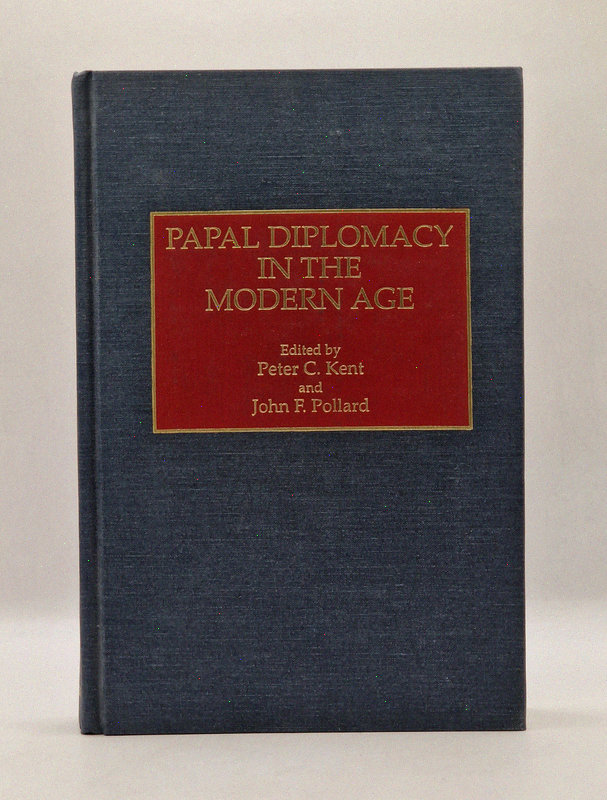 PAPAL DIPLOMACY
IN THE
MODERN AGE
Edited by
Peter C. Kent
and
John F. Pollard